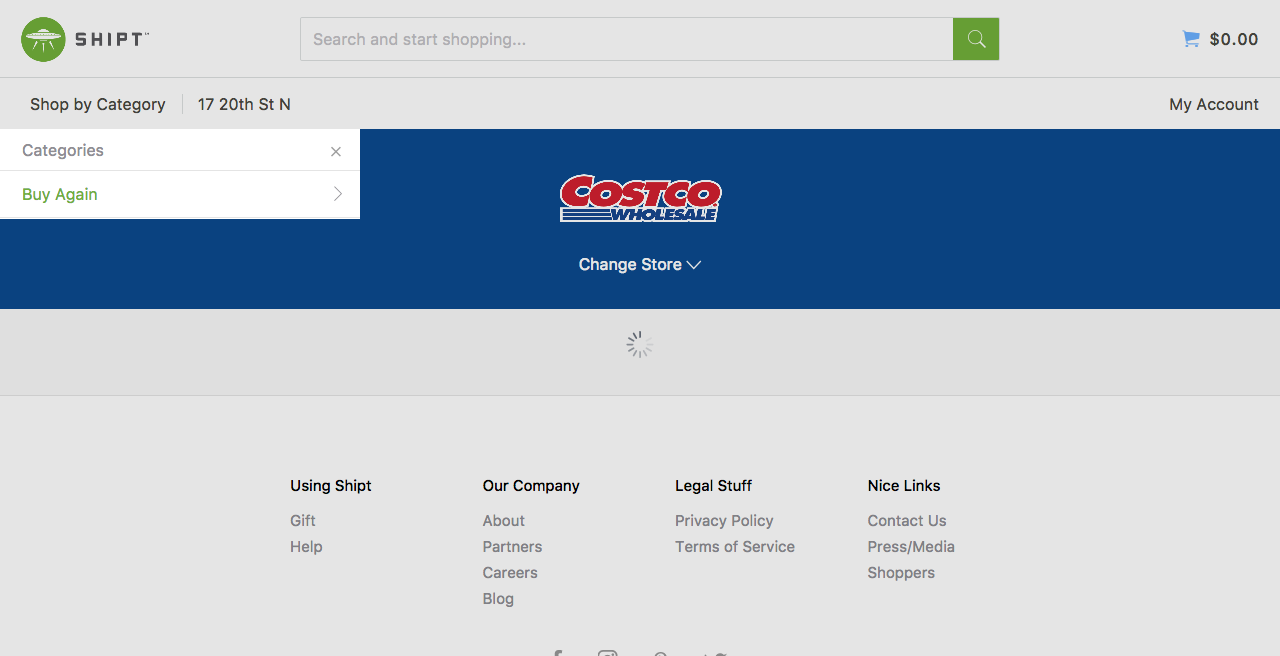 SHIPT™
Search and start shopping...
$0.00
Shop by Category
17 20th St N
My Account
Categories
Buy Again
COSTCO
WHOLESALE
Change Store
Using Shipt
Gift
Help
Our Company
About
Partners
Careers
Blog
Legal Stuff
Privacy Policy
Terms of Service
Nice Links
Contact Us
Press/Media
Shoppers